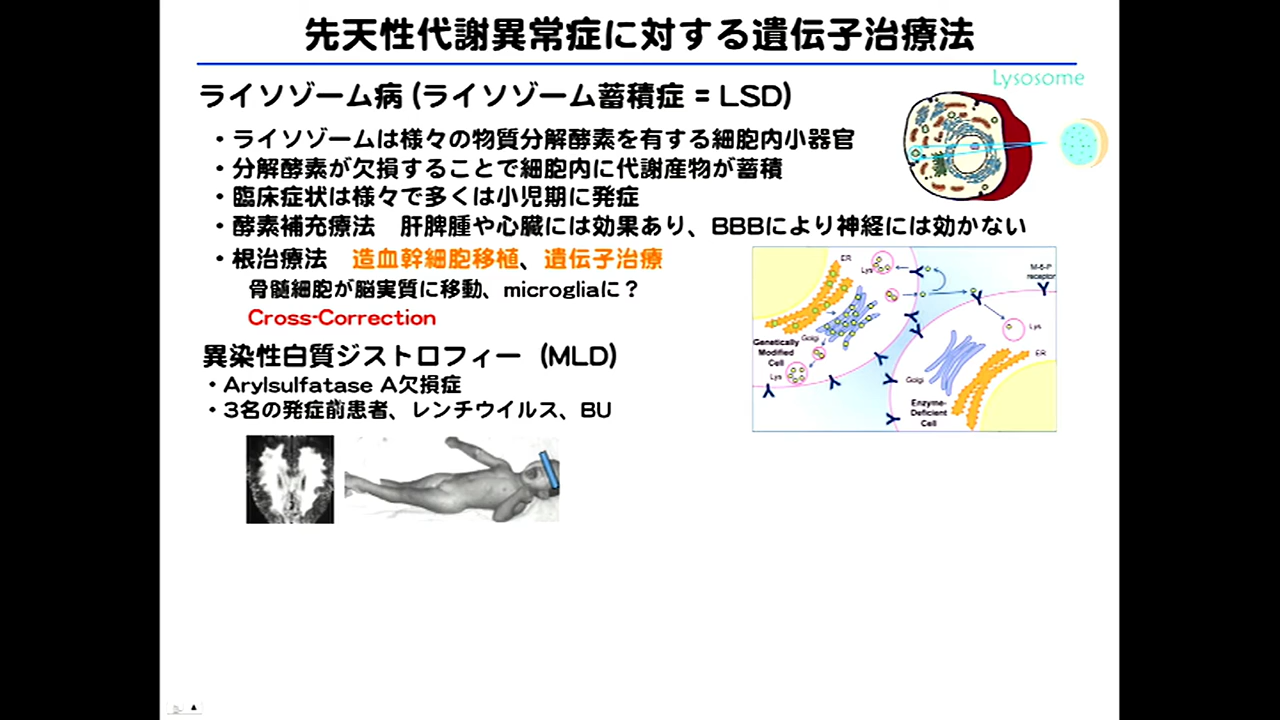 先天性代謝異常症に対する遺伝子治療法
Lysosome
ライソゾーム病 (ライソゾーム蓄積症 = LSD)
・ライソゾームは様々の物質分解酵素を有する細胞内小器官
・分解酵素が欠損することで細胞内に代謝産物が蓄積
・臨床症状は様々で多くは小児期に発症
・酵素補充療法　肝脾腫や心臓には効果あり、BBBにより神経には効かない
・根治療法　造血幹細胞移植、遺伝子治療
骨髄細胞が脳実質に移動、microgliaに？
Cross-Correction
ER
Lys
M-6-P
receptor
Golgi
Genetically
Modified
Cell
Lys
Lys
ER
Golgi
Enzyme-
Deficient
Cell
異染性白質ジストロフィー (MLD)
・Arylsulfatase A欠損症
・3名の発症前患者、レンチウイルス、BU